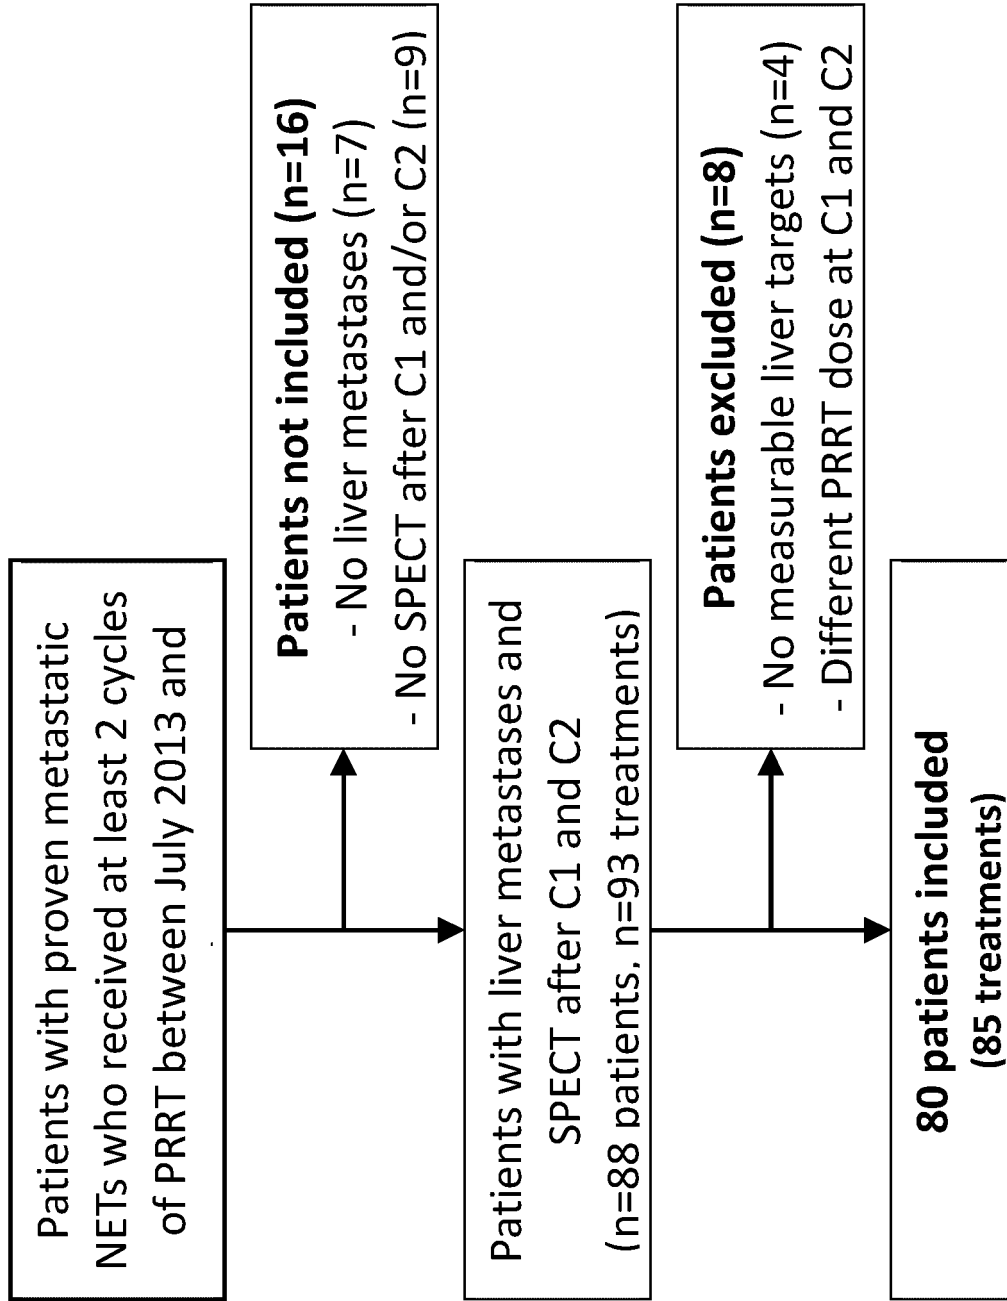 Patients with proven metastatic
NETs who received at least 2 cycles
of PRRT between July 2013 and
Patients not included (n=16)
- No liver metastases (n=7)
- No SPECT after C1 and/or C2 (n=9)
Patients with liver metastases and
SPECT after C1 and C2
(n=88 patients, n=93 treatments)
Patients excluded (n=8)
- No measurable liver targets (n=4)
- Different PRRT dose at C1 and C2
80 patients included
(85 treatments)